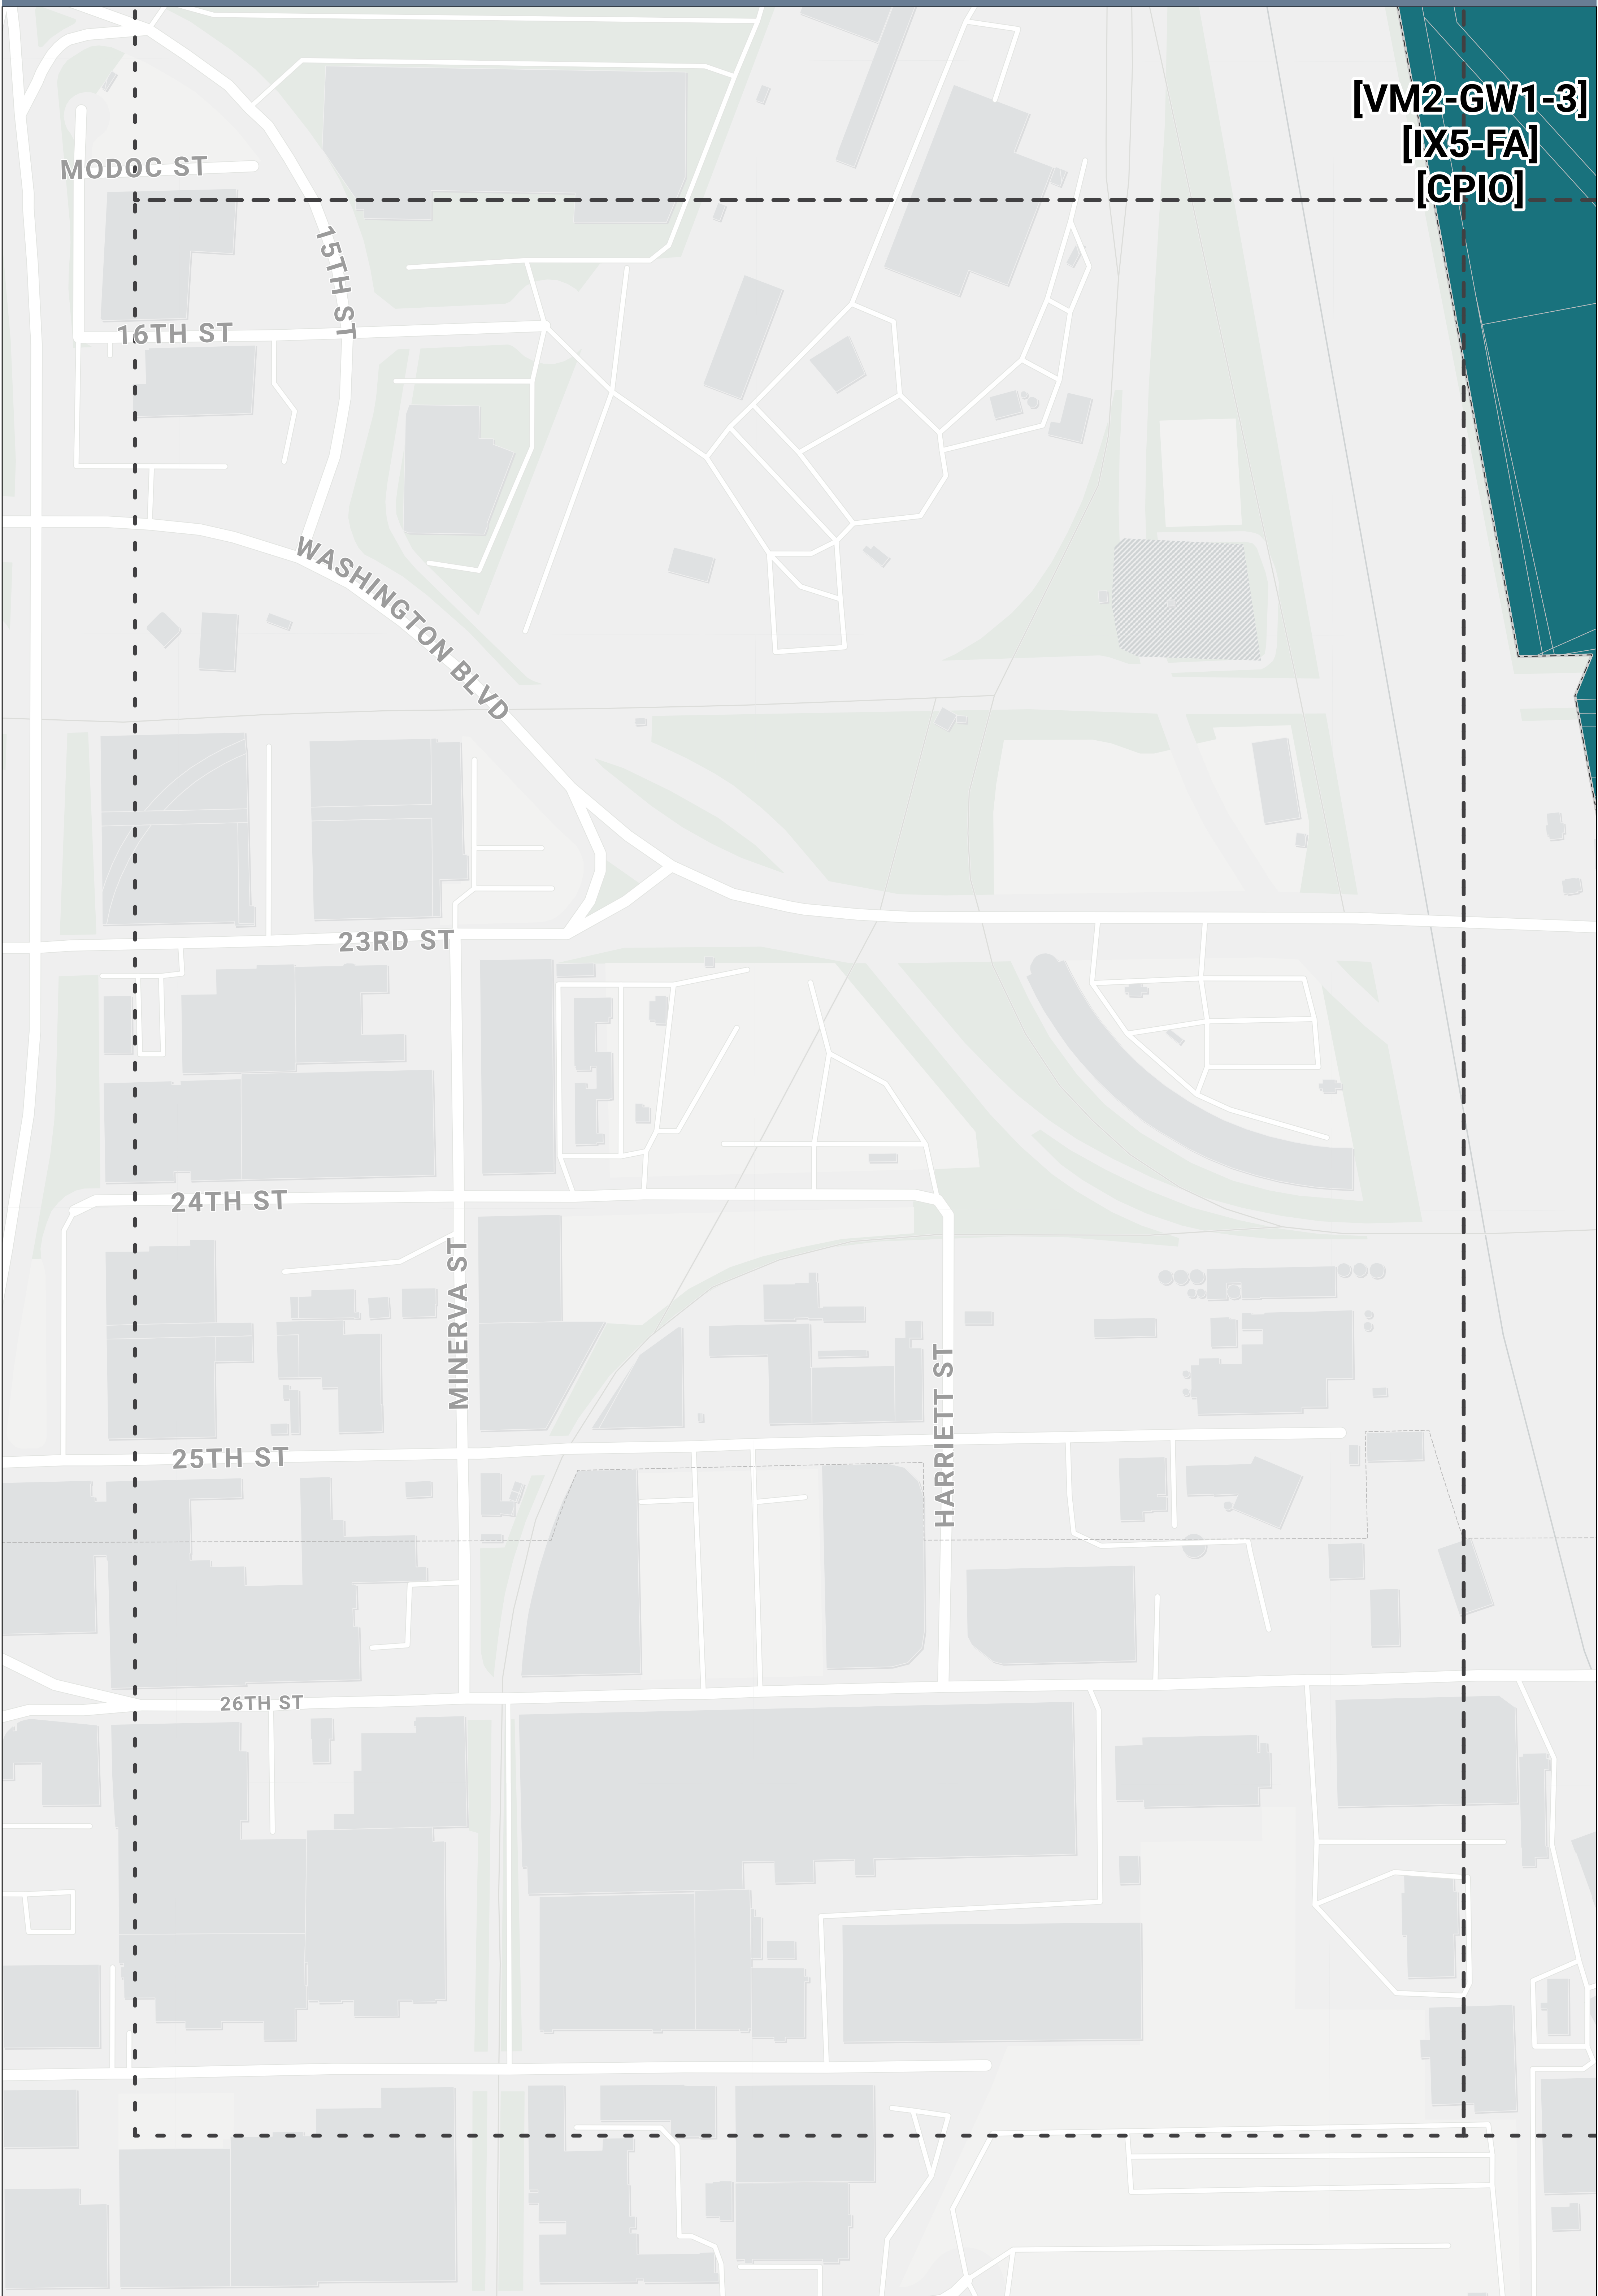 [VM2-GW1-3]
[IX5-FA]
[CPIO]
MODOC ST
15TH ST
16TH ST
WASHINGTON BLVD
23RD ST
24TH ST
MINERVA ST
HARRIETT ST
25TH ST
26TH ST